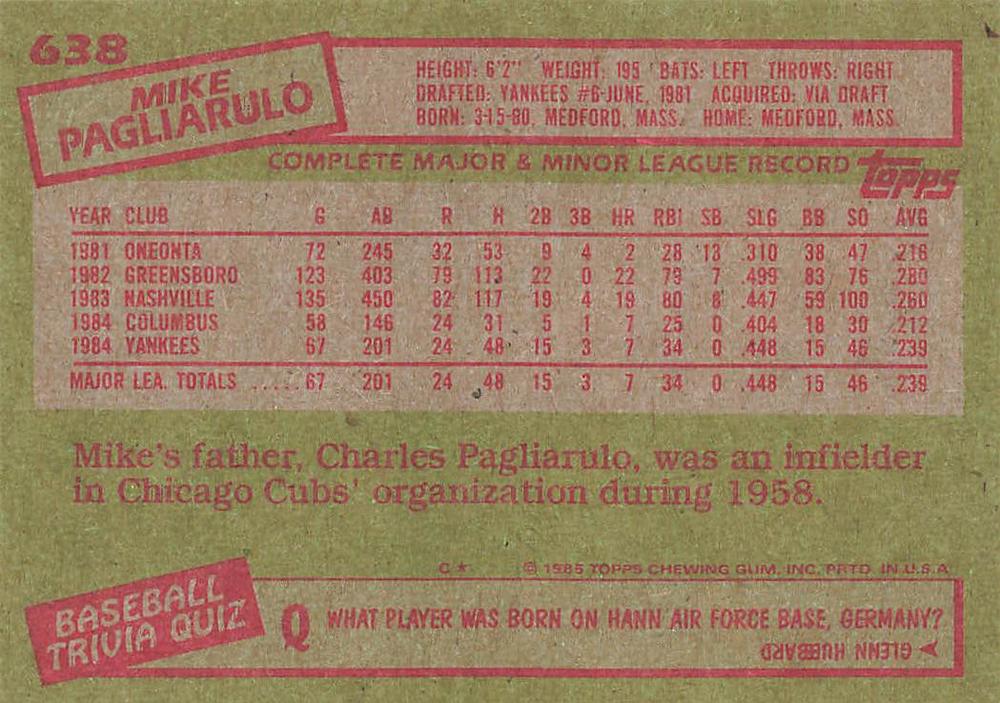 638
MIKE
PAGLIARULO
HEIGHT: 6'2" WEIGHT: 195 BATS: LEFT THROWS: RIGHT
DRAFTED: YANKEES #6-JUNE, 1981 ACQUIRED: VIA DRAFT
BORN: 3-15-80, MEDFORD, MASS. HOME: MEDFORD, MASS.
COMPLETE MAJOR & MINOR LEAGUE RECORD topps
YEAR CLUB G AB R H 2B 3B HR RBI SB SLG BB SO AVG
1981 ONEONTA 72 245 32 53 9 4 2 28 13 .310 38 47 .216
1982 GREENSBORO 123 403 79 113 22 0 22 79 7 .499 83 76 .280
1983 NASHVILLE 135 450 82 117 19 4 19 80 8 .447 59 100 .260
1984 COLUMBUS 58 146 24 31 5 1 7 25 0 .404 18 30 .212
1984 YANKEES 67 201 24 48 15 3 7 34 0 .448 15 46 .239
MAJOR LEA. TOTALS ..... 67 201 24 48 15 3 7 34 0 .448 15 46 .239
Mike's father, Charles Pagliarulo, was an infielder
in Chicago Cubs' organization during 1958.
C* © 1985 TOPPS CHEWING GUM, INC. PRTD. IN U.S.A
BASEBALL
TRIVIA QUIZ
Q WHAT PLAYER WAS BORN ON HANN AIR FORCE BASE, GERMANY?
GLENN HUBBARD